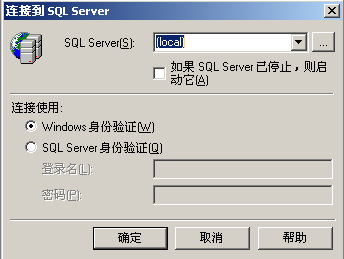 连接到 SQL Server
SQL Server(S):
(local)
...
如果 SQL Server 已停止，则启
动它(A)
连接使用:
Windows 身份验证(W)
SQL Server 身份验证(Q)
登录名(L):
密码(P):
确定
取消
帮助